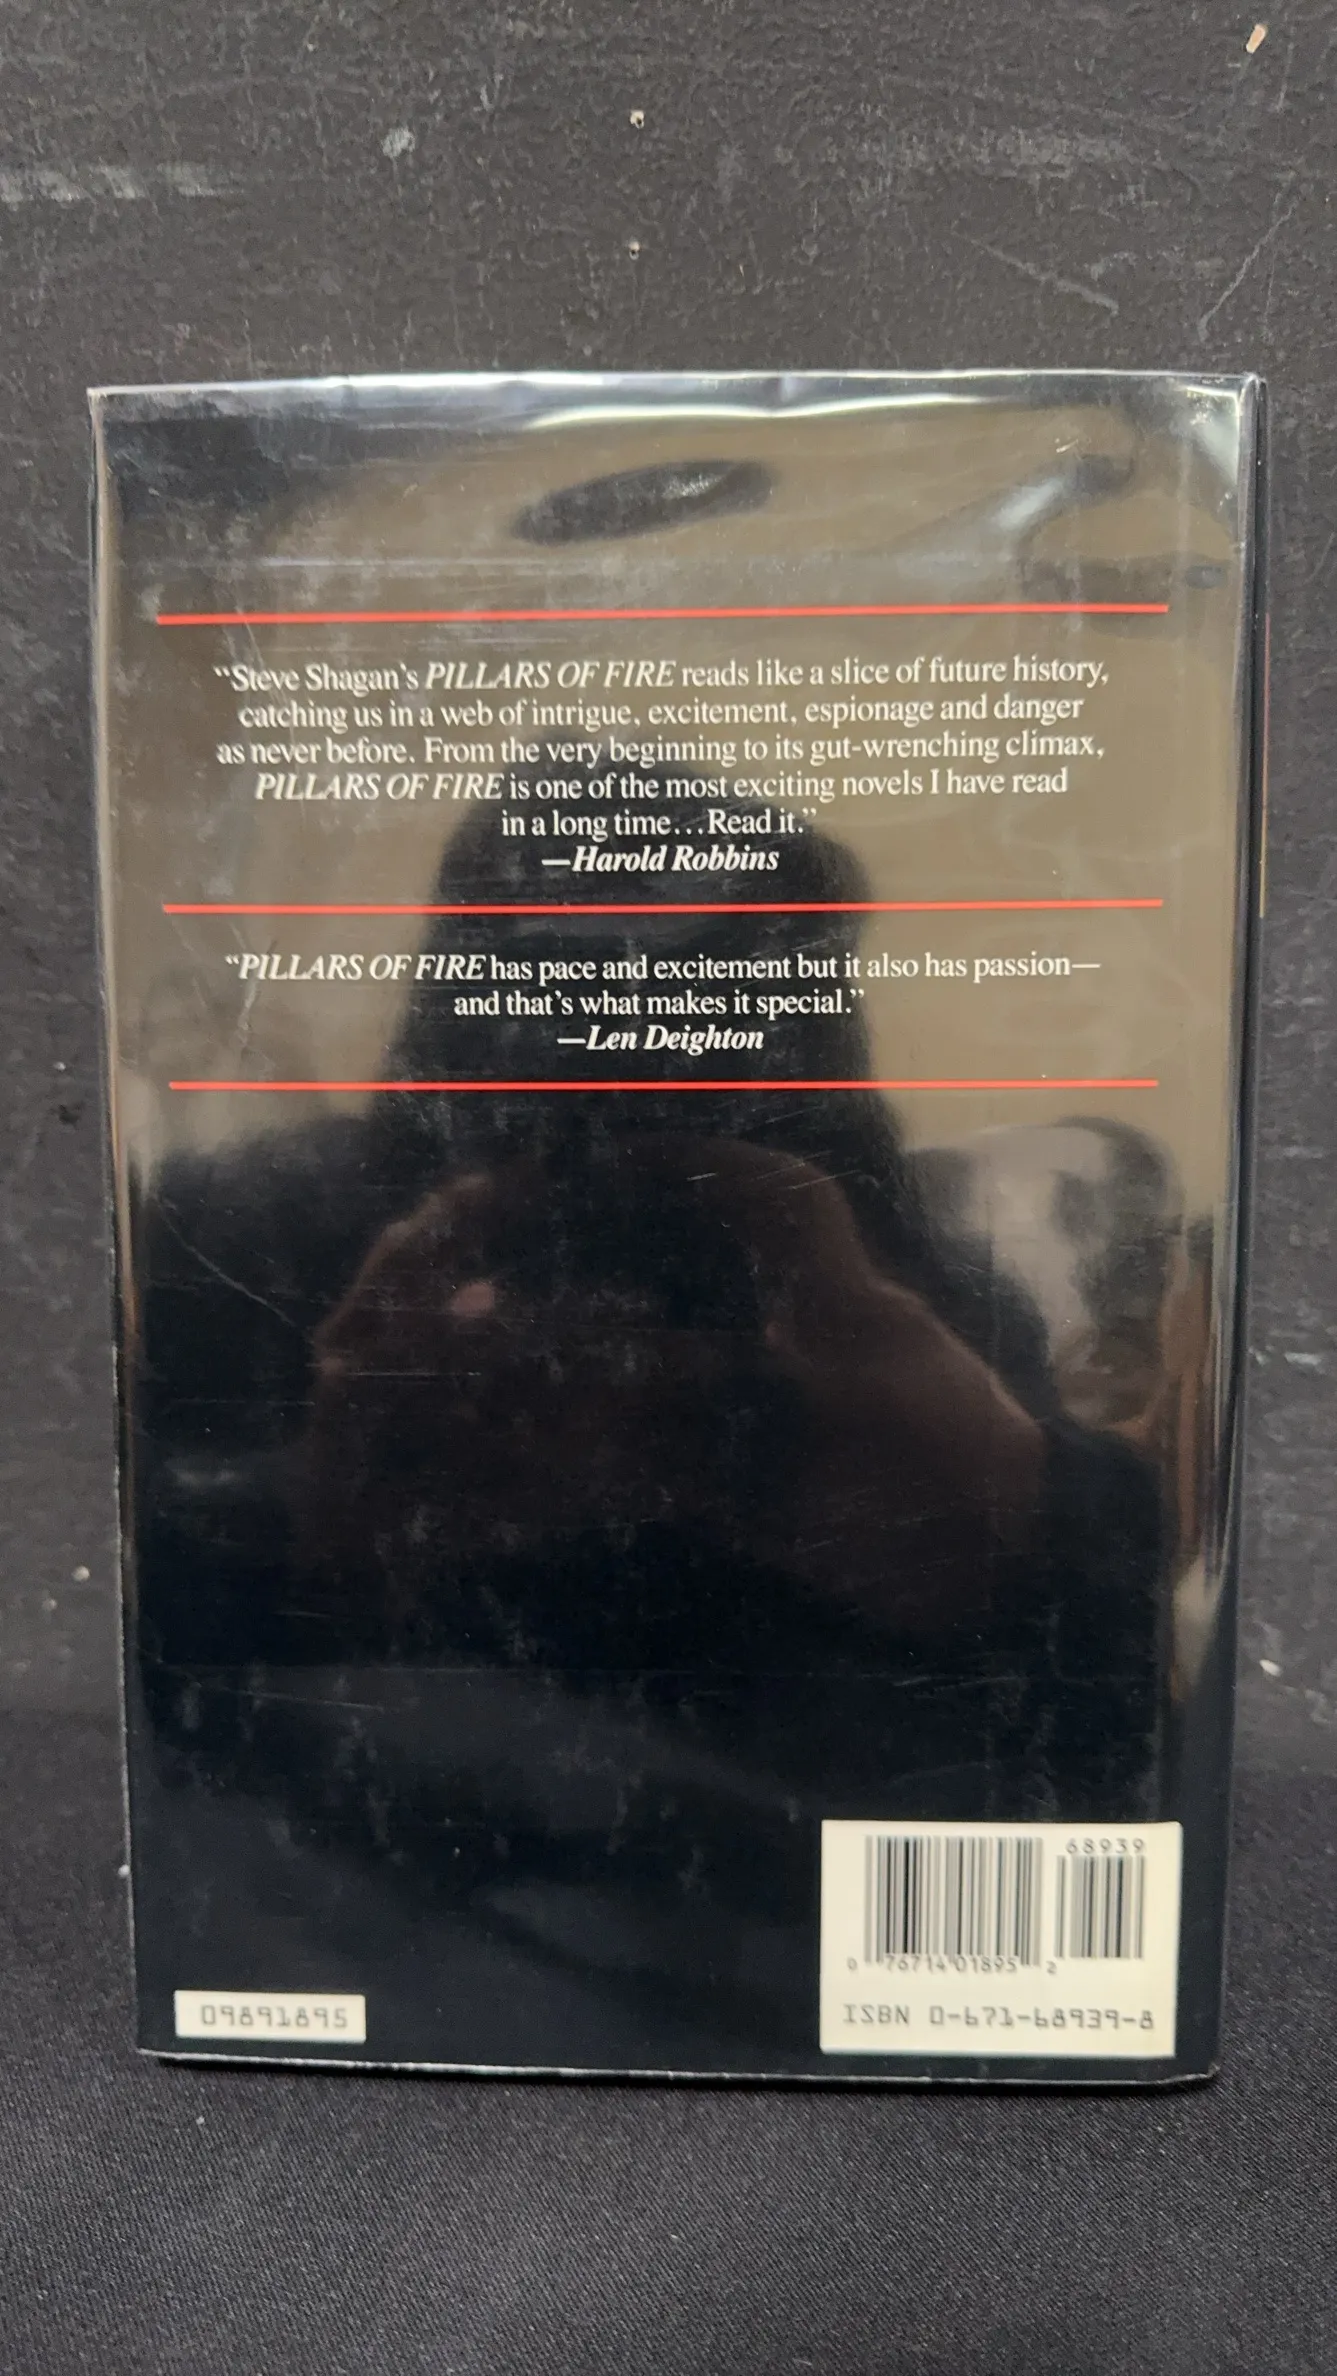 “Steve Shagan’s PILLARS OF FIRE reads like a slice of future history,
catching us in a web of intrigue, excitement, espionage and danger
as never before. From the very beginning to its gut-wrenching climax,
PILLARS OF FIRE is one of the most exciting novels I have read
in a long time...Read it.”
—Harold Robbins
“PILLARS OF FIRE has pace and excitement but it also has passion—
and that’s what makes it special.”
—Len Deighton
68939
0 76714 01895 2
ISBN 0-671-68939-8
09891895